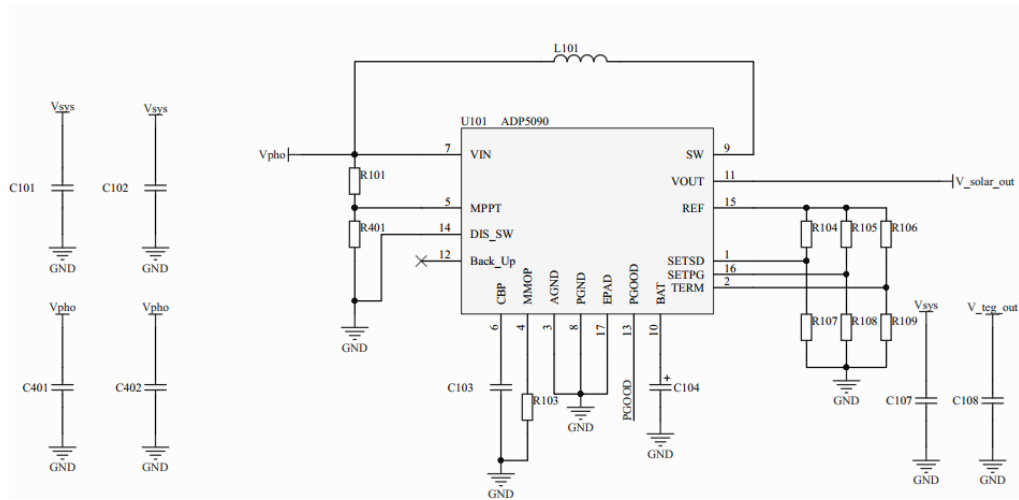 L101
U101 ADP5090
Vsys
Vsys
Vpho
7 VIN
SW 9
R101
VOUT 11
V_solar_out
C101
C102
5 MPPT
REF 15
R401
14 DIS_SW
R104
R105
R106
GND
GND
12 Back_Up
SETSD 1
SETPG 16
TERM 2
CBP
MMOP
AGND
PGND
EPAD
PGOOD
BAT
Vpho
Vpho
Vsys
V_teg_out
GND
6
4
3
8
17
13
10
R107
R108
R109
C401
C402
C103
R103
PGOOD
C104
GND
GND
C107
C108
GND
GND
GND
GND
GND
GND